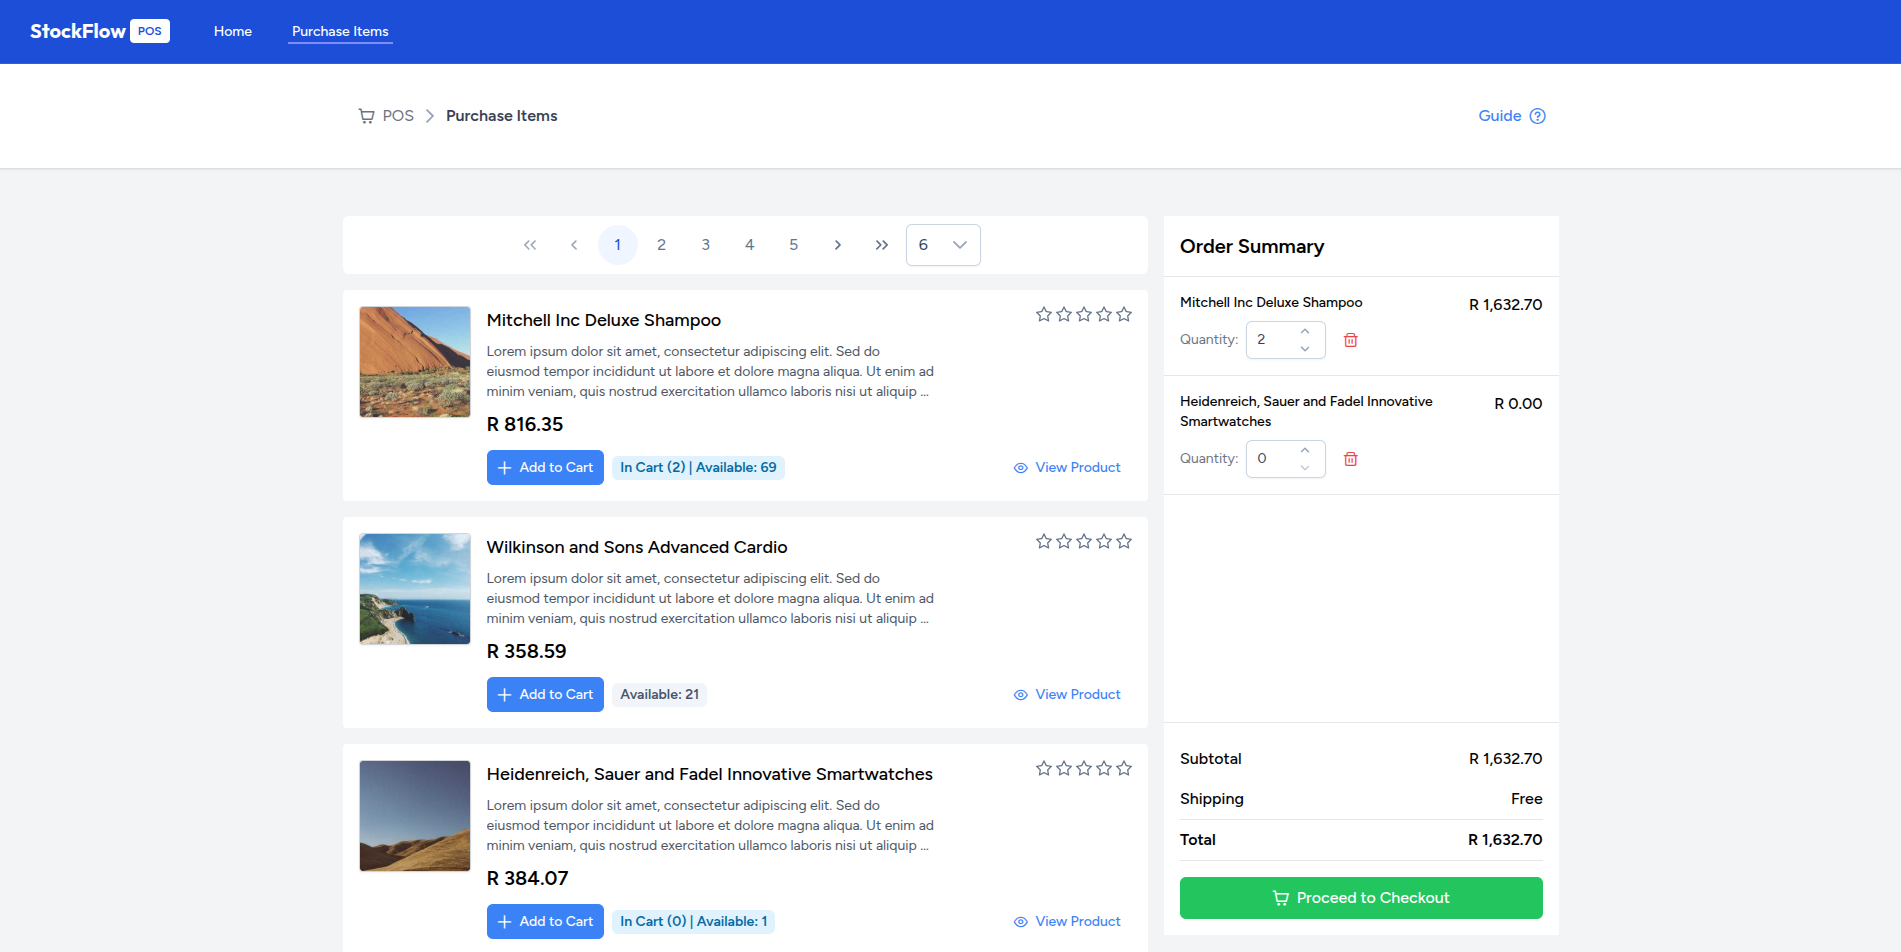 StockFlow POS Home Purchase Items
POS Purchase Items Guide
1 2 3 4 5 6
Mitchell Inc Deluxe Shampoo
Lorem ipsum dolor sit amet, consectetur adipiscing elit. Sed do
eiusmod tempor incididunt ut labore et dolore magna aliqua. Ut enim ad
minim veniam, quis nostrud exercitation ullamco laboris nisi ut aliquip ...
R 816.35
Add to Cart In Cart (2) | Available: 69 View Product
Wilkinson and Sons Advanced Cardio
Lorem ipsum dolor sit amet, consectetur adipiscing elit. Sed do
eiusmod tempor incididunt ut labore et dolore magna aliqua. Ut enim ad
minim veniam, quis nostrud exercitation ullamco laboris nisi ut aliquip ...
R 358.59
Add to Cart Available: 21 View Product
Heidenreich, Sauer and Fadel Innovative Smartwatches
Lorem ipsum dolor sit amet, consectetur adipiscing elit. Sed do
eiusmod tempor incididunt ut labore et dolore magna aliqua. Ut enim ad
minim veniam, quis nostrud exercitation ullamco laboris nisi ut aliquip ...
R 384.07
Add to Cart In Cart (0) | Available: 1 View Product
Order Summary
Mitchell Inc Deluxe Shampoo R 1,632.70
Quantity: 2
Heidenreich, Sauer and Fadel Innovative R 0.00
Smartwatches
Quantity: 0
Subtotal R 1,632.70
Shipping Free
Total R 1,632.70
Proceed to Checkout